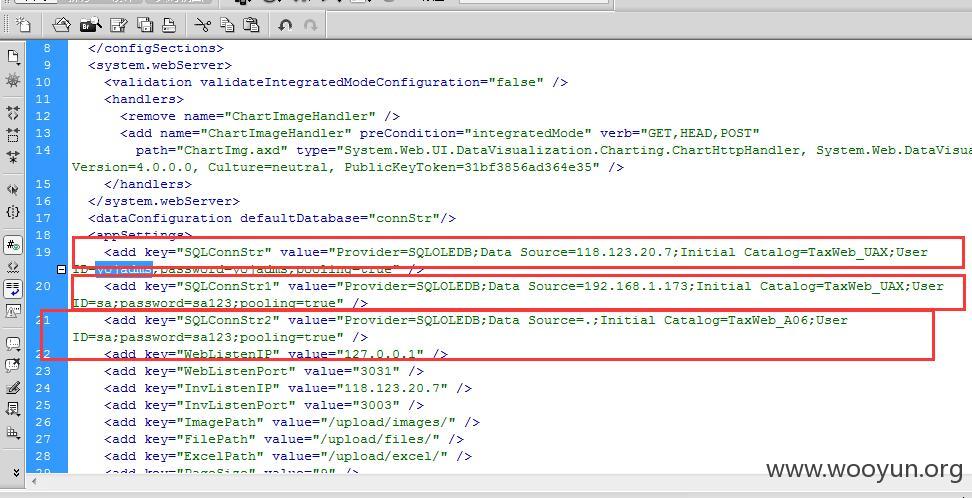 8 </configSections>
9 <system.webServer>
10 <validation validateIntegratedModeConfiguration="false" />
11 <handlers>
12 <remove name="ChartImageHandler" />
13 <add name="ChartImageHandler" preCondition="integratedMode" verb="GET,HEAD,POST"
14 path="ChartImg.axd" type="System.Web.UI.DataVisualization.Charting.ChartHttpHandler, System.Web.DataVisua
Version=4.0.0.0, Culture=neutral, PublicKeyToken=31bf3856ad364e35" />
15 </handlers>
16 </system.webServer>
17 <dataConfiguration defaultDatabase="connStr"/>
18 <appSettings>
19 <add key="SQLConnStr" value="Provider=SQLOLEDB;Data Source=118.123.20.7;Initial Catalog=TaxWeb_UAX;User
pooling=true" />
20 <add key="SQLConnStr1" value="Provider=SQLOLEDB;Data Source=192.168.1.173;Initial Catalog=TaxWeb_UAX;User
ID=sa;password=sa123;pooling=true" />
21 <add key="SQLConnStr2" value="Provider=SQLOLEDB;Data Source=.;Initial Catalog=TaxWeb_A06;User
ID=sa;password=sa123;pooling=true" />
22 <add key="WebListenIP" value="127.0.0.1" />
23 <add key="WebListenPort" value="3031" />
24 <add key="InvListenIP" value="118.123.20.7" />
25 <add key="InvListenPort" value="3003" />
26 <add key="ImagePath" value="/upload/images/" />
27 <add key="FilePath" value="/upload/files/" />
28 <add key="ExcelPath" value="/upload/excel/" />
29 <add key="PageSize" value="9" />
www.wooyun.org